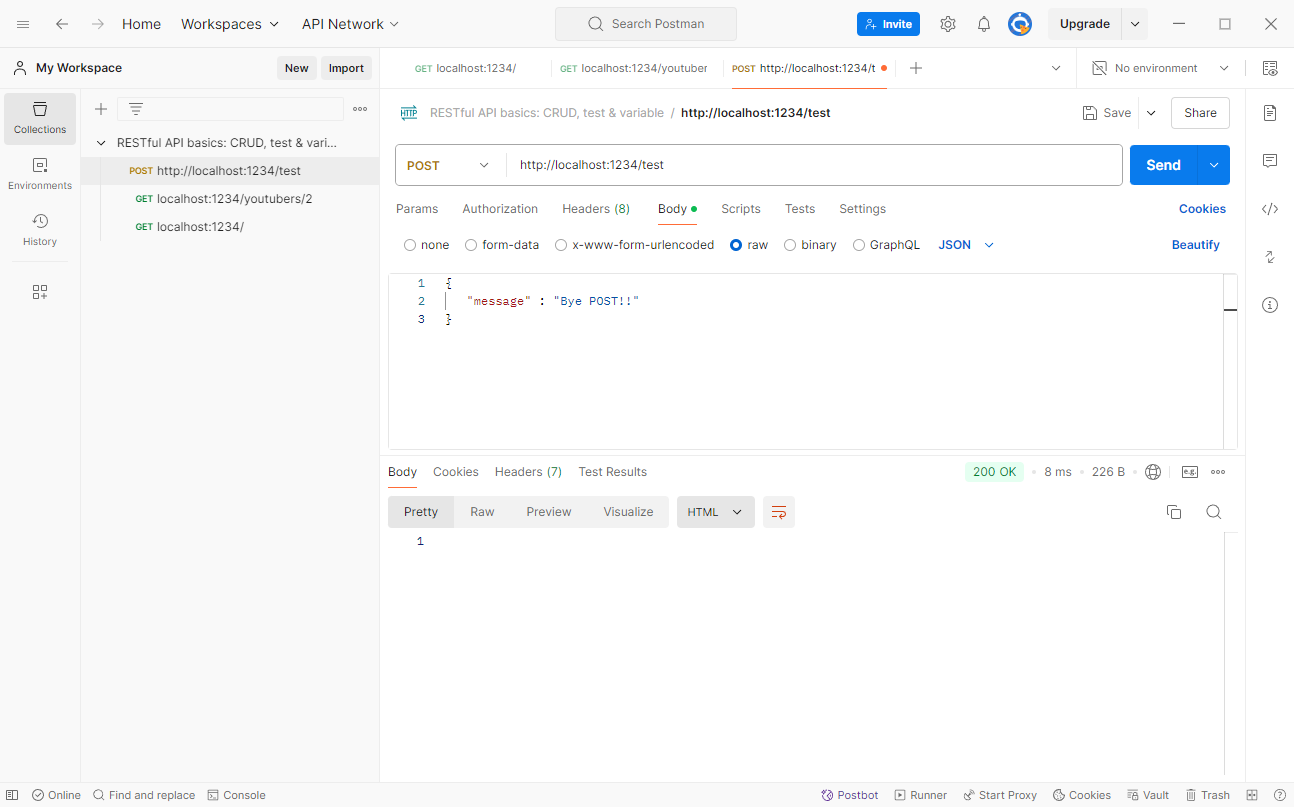 Home Workspaces API Network Search Postman Invite Upgrade
My Workspace New Import GET localhost:1234/ GET localhost:1234/youtuber POST http://localhost:1234/t No environment
Collections
Environments
History
RESTful API basics: CRUD, test & vari...
POST http://localhost:1234/test
GET localhost:1234/youtubers/2
GET localhost:1234/
HTTP RESTful API basics: CRUD, test & variable / http://localhost:1234/test Save Share
POST http://localhost:1234/test Send
Params Authorization Headers (8) Body Scripts Tests Settings Cookies
none form-data x-www-form-urlencoded raw binary GraphQL JSON Beautify
1 {
2 "message" : "Bye POST!!"
3 }
Body Cookies Headers (7) Test Results 200 OK 8 ms 226 B e.g.
Pretty Raw Preview Visualize HTML
1
Online Find and replace Console Postbot Runner Start Proxy Cookies Vault Trash